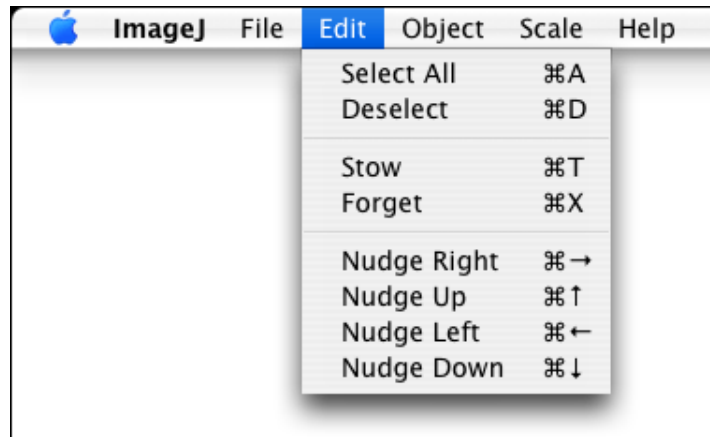 ImageJ File Edit Object Scale Help
Select All ⌘A
Deselect ⌘D
Stow ⌘T
Forget ⌘X
Nudge Right ⌘→
Nudge Up ⌘↑
Nudge Left ⌘←
Nudge Down ⌘↓